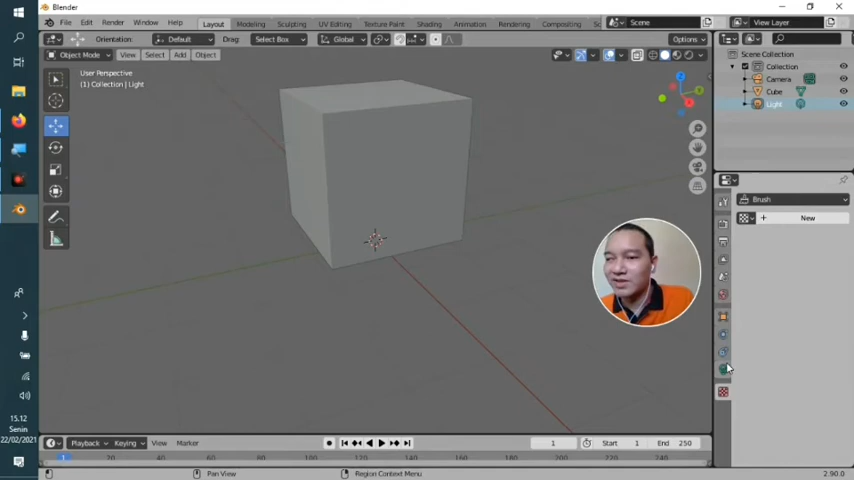 Blender
File Edit Render Window Help Layout Modeling Sculpting UV Editing Texture Paint Shading Animation Rendering Compositing Scene View Layer
Orientation: Default Drag: Select Box Global Options
Object Mode View Select Add Object
User Perspective
(1) Collection | Light
Z
Scene Collection
Collection
Camera
Cube
Light
Brush
New
15.12
Senin
22/02/2021
Playback Keying View Marker 1 Start 1 End 250
1 20 40 60 80 100 120 140 160 180 200 220 240
Pan View Region Context Menu 2.90.0